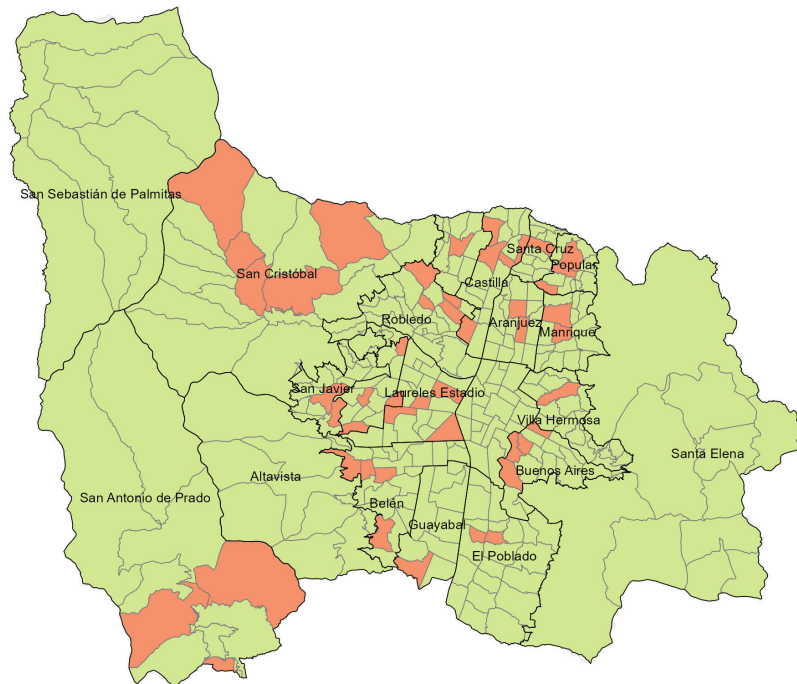 San Sebastián de Palmitas
Santa Cruz
Popular
San Cristóbal
Castilla
Robledo
Aranjuez
Manrique
San Javier
Laureles Estadio
Villa Hermosa
Santa Elena
Buenos Aires
Altavista
San Antonio de Prado
Belén
Guayabal
El Poblado